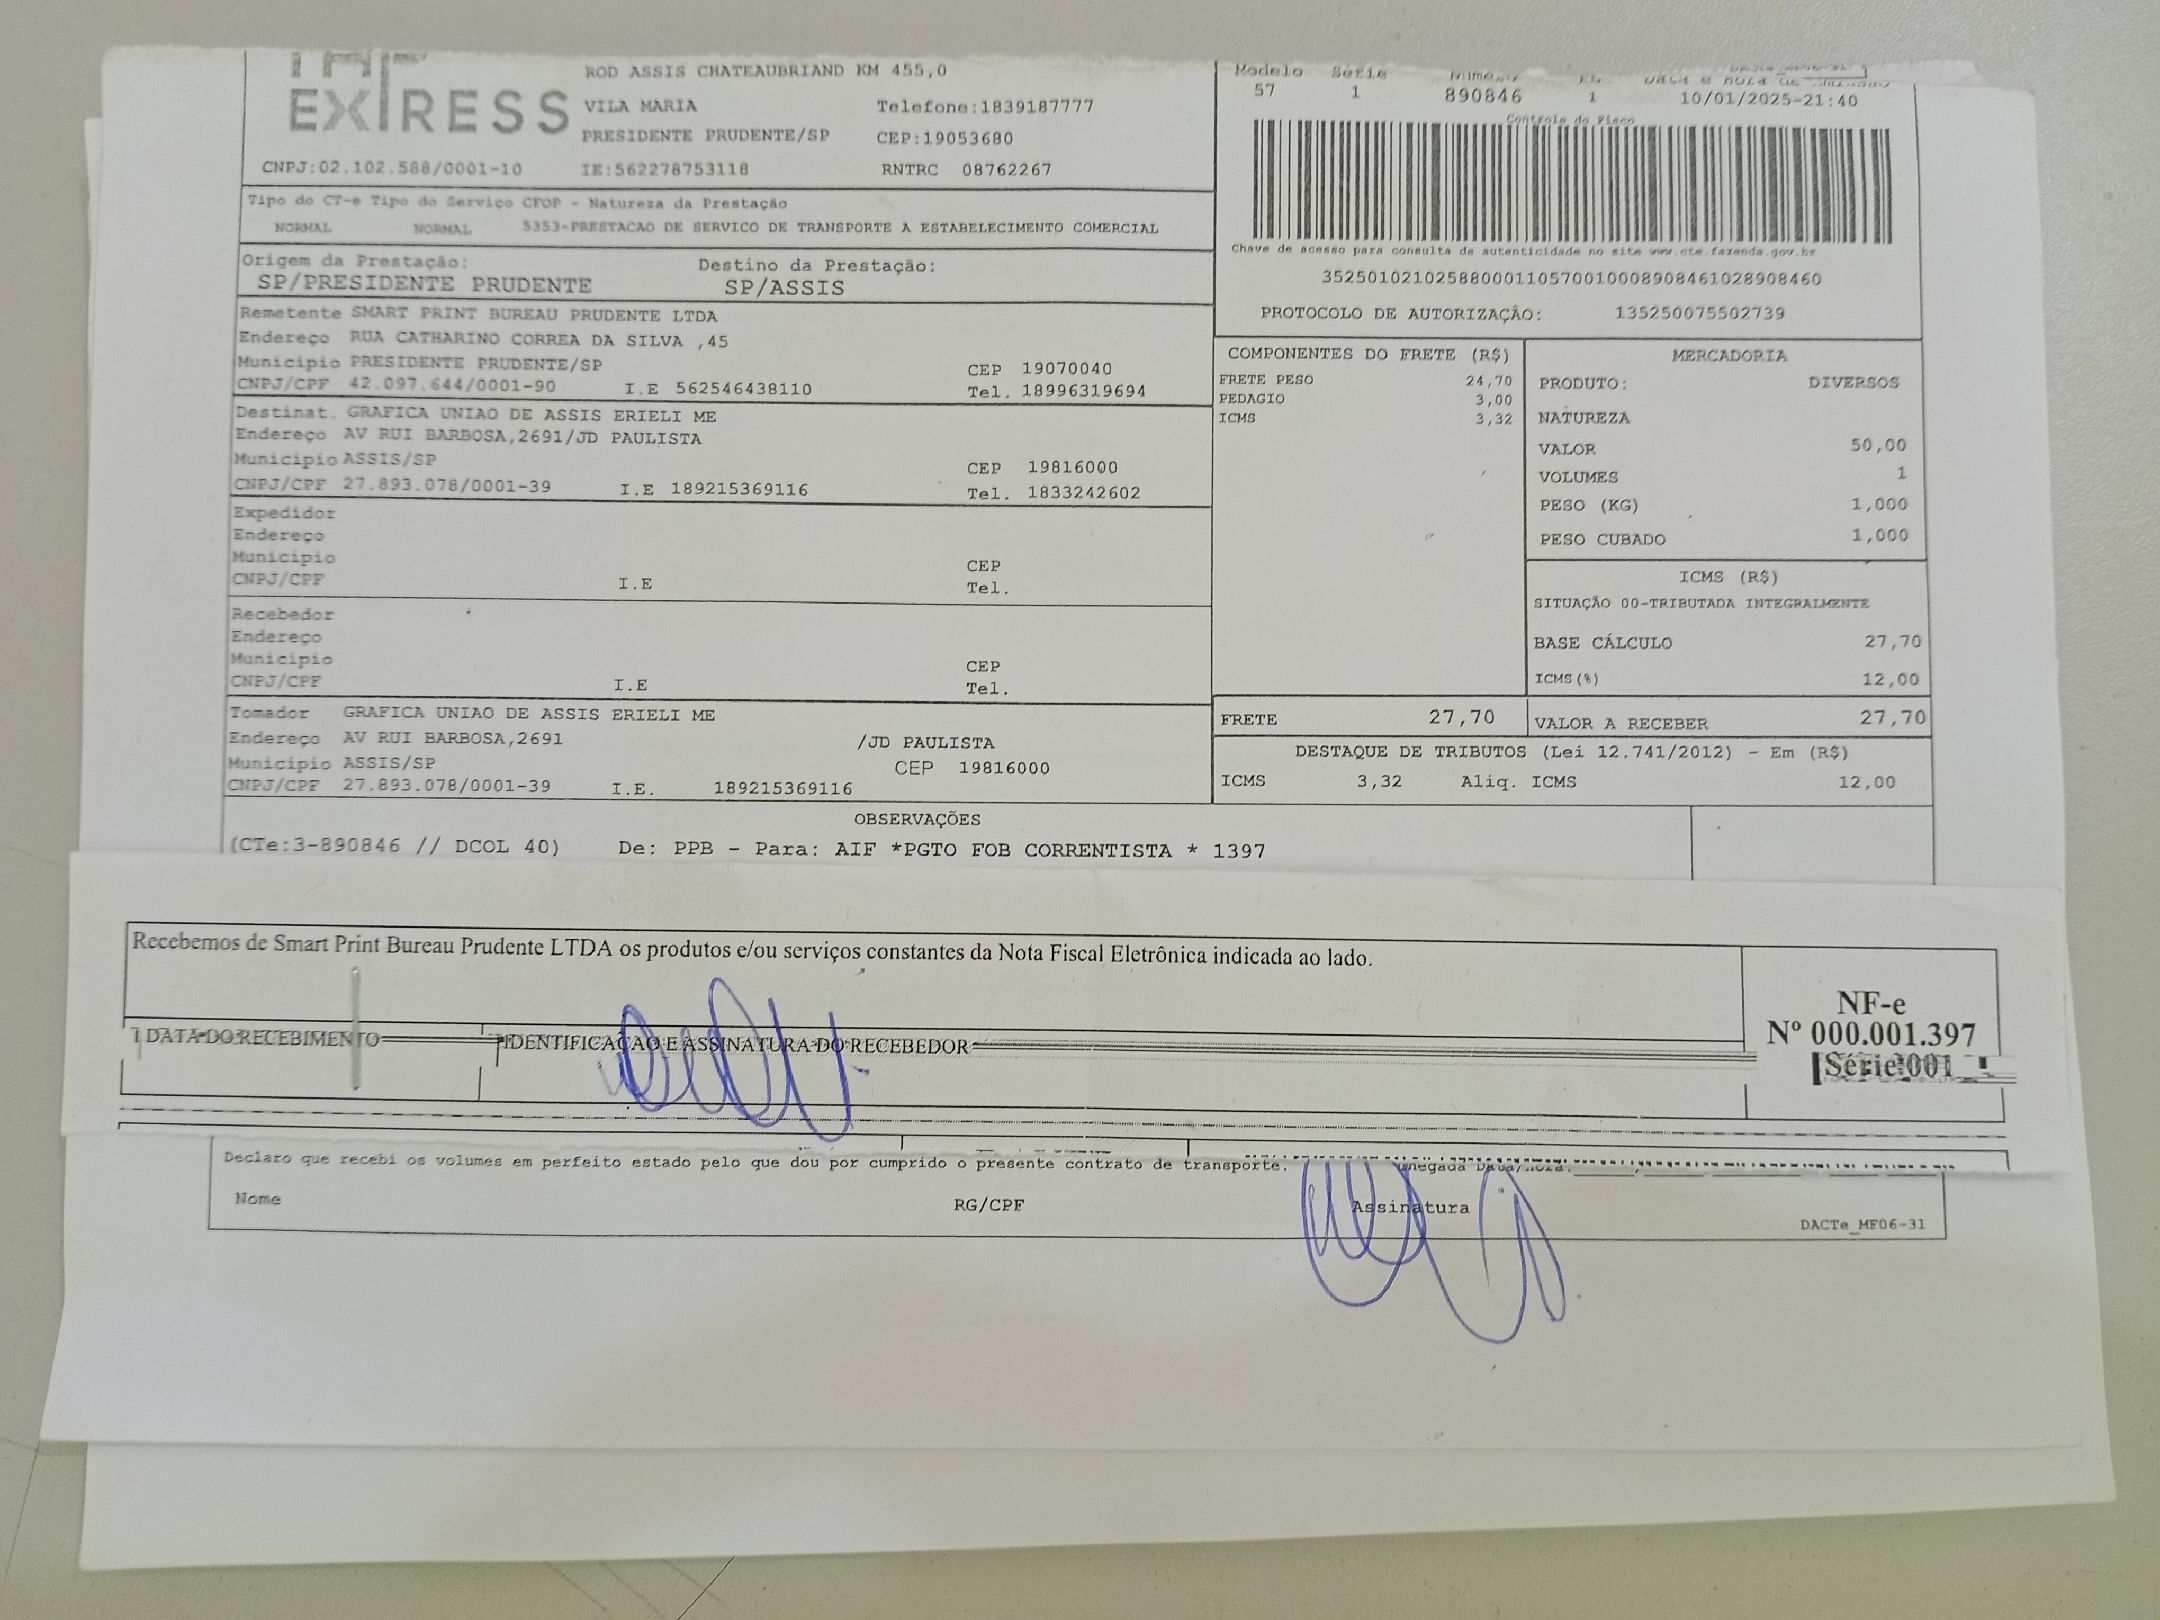 EXPRESS
ROD ASSIS CHATEAUBRIAND KM 455,0
VILA MARIA Telefone:1839187777
PRESIDENTE PRUDENTE/SP CEP:19053680
CNPJ:02.102.588/0001-10 IE:562278753118 RNTRC 08762267
Modelo Série
57 1 890846 1 10/01/2025-21:40
Controle do Fisco
Chave de acesso para consulta de autenticidade no site www.cte.fazenda.gov.br
35250102102588000110570010008908461028908460
PROTOCOLO DE AUTORIZAÇÃO: 135250075502739
Tipo do CT-e Tipo do Serviço CFOP - Natureza da Prestação
NORMAL NORMAL 5353-PRESTACAO DE SERVICO DE TRANSPORTE A ESTABELECIMENTO COMERCIAL
Origem da Prestação: Destino da Prestação:
SP/PRESIDENTE PRUDENTE SP/ASSIS
Remetente SMART PRINT BUREAU PRUDENTE LTDA
Endereço RUA CATHARINO CORREA DA SILVA ,45
Município PRESIDENTE PRUDENTE/SP CEP 19070040
CNPJ/CPF 42.097.644/0001-90 I.E 562546438110 Tel. 18996319694
Destinat. GRAFICA UNIAO DE ASSIS ERIELI ME
Endereço AV RUI BARBOSA,2691/JD PAULISTA
Município ASSIS/SP CEP 19816000
CNPJ/CPF 27.893.078/0001-39 I.E 189215369116 Tel. 1833242602
Expedidor
Endereço
Município CEP
CNPJ/CPF I.E Tel.
Recebedor
Endereço
Município CEP
CNPJ/CPF I.E Tel.
Tomador GRAFICA UNIAO DE ASSIS ERIELI ME
Endereço AV RUI BARBOSA,2691 /JD PAULISTA
Município ASSIS/SP CEP 19816000
CNPJ/CPF 27.893.078/0001-39 I.E. 189215369116
COMPONENTES DO FRETE (R$)
FRETE PESO 24,70
PEDAGIO 3,00
ICMS 3,32
MERCADORIA
PRODUTO: DIVERSOS
NATUREZA
VALOR 50,00
VOLUMES 1
PESO (KG) 1,000
PESO CUBADO 1,000
ICMS (R$)
SITUAÇÃO 00-TRIBUTADA INTEGRALMENTE
BASE CÁLCULO 27,70
ICMS(%) 12,00
FRETE 27,70 VALOR A RECEBER 27,70
DESTAQUE DE TRIBUTOS (Lei 12.741/2012) - Em (R$)
ICMS 3,32 Aliq. ICMS 12,00
OBSERVAÇÕES
(CTe:3-890846 // DCOL 40) De: PPB - Para: AIF *PGTO FOB CORRENTISTA * 1397
Recebemos de Smart Print Bureau Prudente LTDA os produtos e/ou serviços constantes da Nota Fiscal Eletrônica indicada ao lado.
DATA DO RECEBIMENTO IDENTIFICAÇÃO E ASSINATURA DO RECEBEDOR
NF-e
Nº 000.001.397
Série 001
Declaro que recebi os volumes em perfeito estado pelo que dou por cumprido o presente contrato de transporte.
Nome RG/CPF Assinatura
DACTe_MF06-31